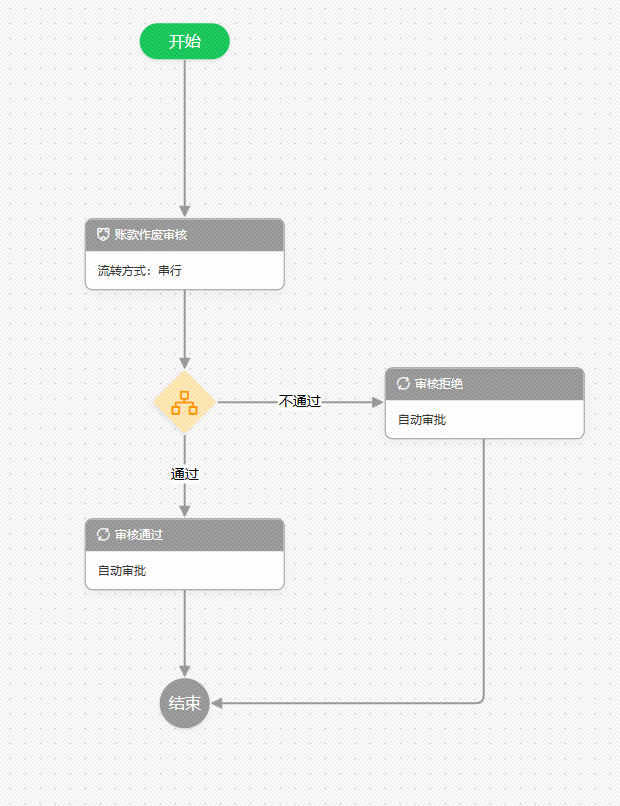 开始
账款作废审核
流转方式：串行
不通过
审核拒绝
自动审批
通过
审核通过
自动审批
结束